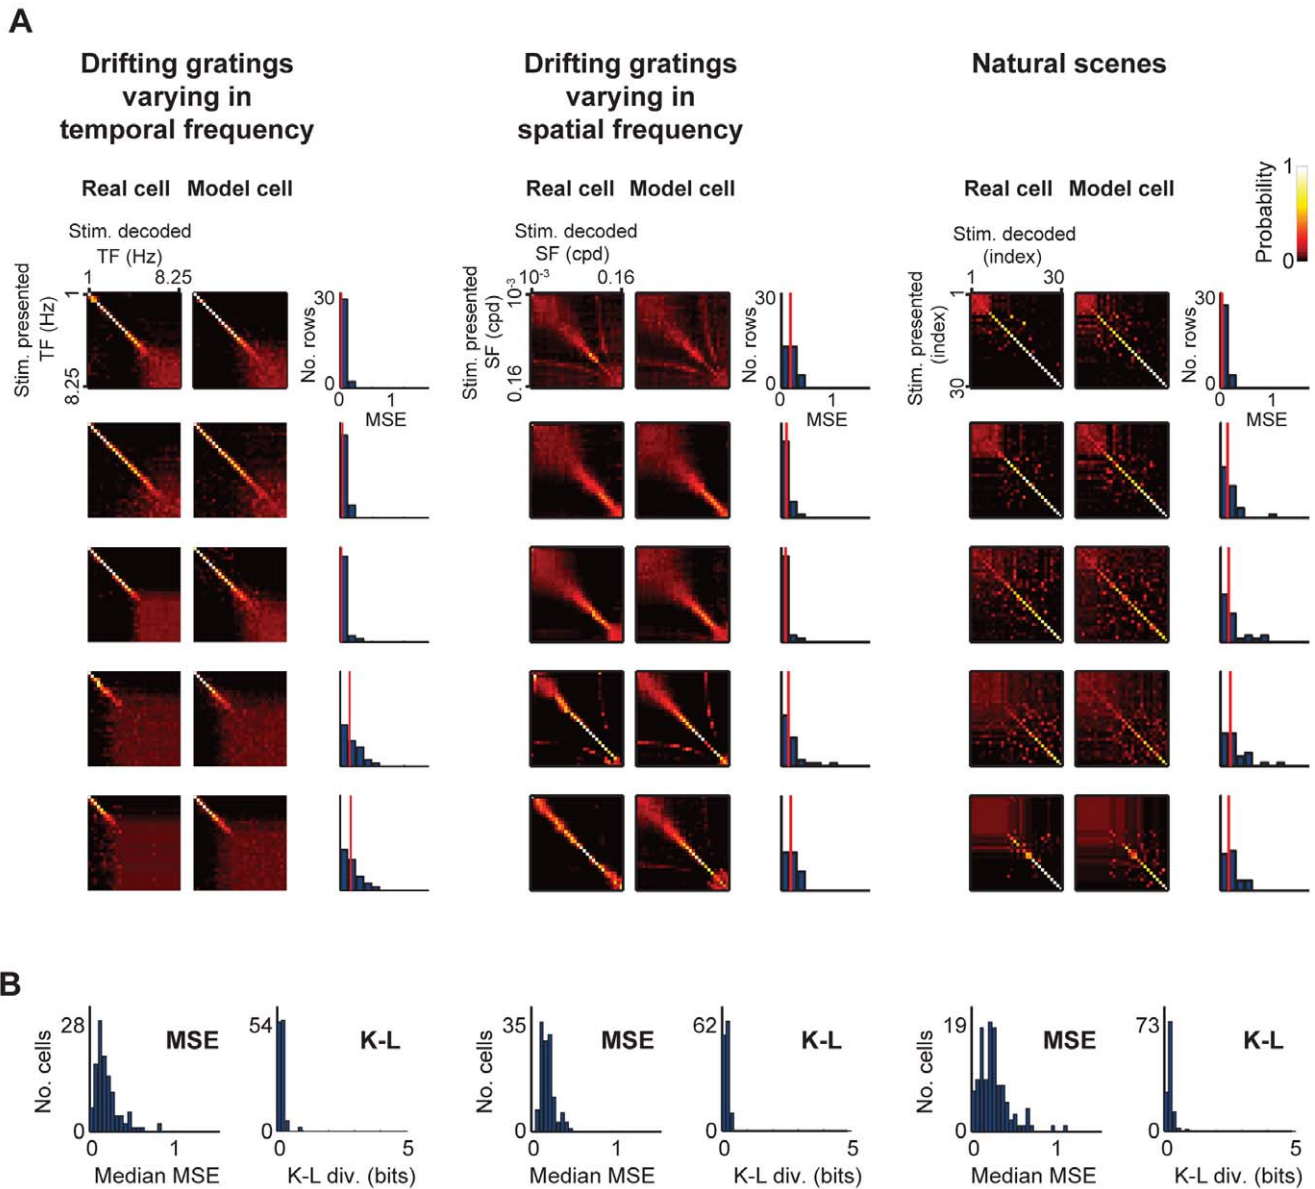 A
Drifting gratings
varying in
temporal frequency
Drifting gratings
varying in
spatial frequency
Natural scenes
Real cell Model cell
Real cell Model cell
Real cell Model cell
Probability
1
0
Stim. decoded
TF (Hz)
1 8.25
Stim. presented
TF (Hz)
1
8.25
No. rows
30
0
0 1
MSE
Stim. decoded
SF (cpd)
10-3 0.16
Stim. presented
SF (cpd)
10-3
0.16
No. rows
30
0
0 1
MSE
Stim. decoded
(index)
1 30
Stim. presented
(index)
1
30
No. rows
30
0
0 1
MSE
B
No. cells
28
0
MSE
0 1
Median MSE
54
0
K-L
0 5
K-L div. (bits)
No. cells
35
0
MSE
0 1
Median MSE
62
0
K-L
0 5
K-L div. (bits)
No. cells
19
0
MSE
0 1
Median MSE
73
0
K-L
0 5
K-L div. (bits)